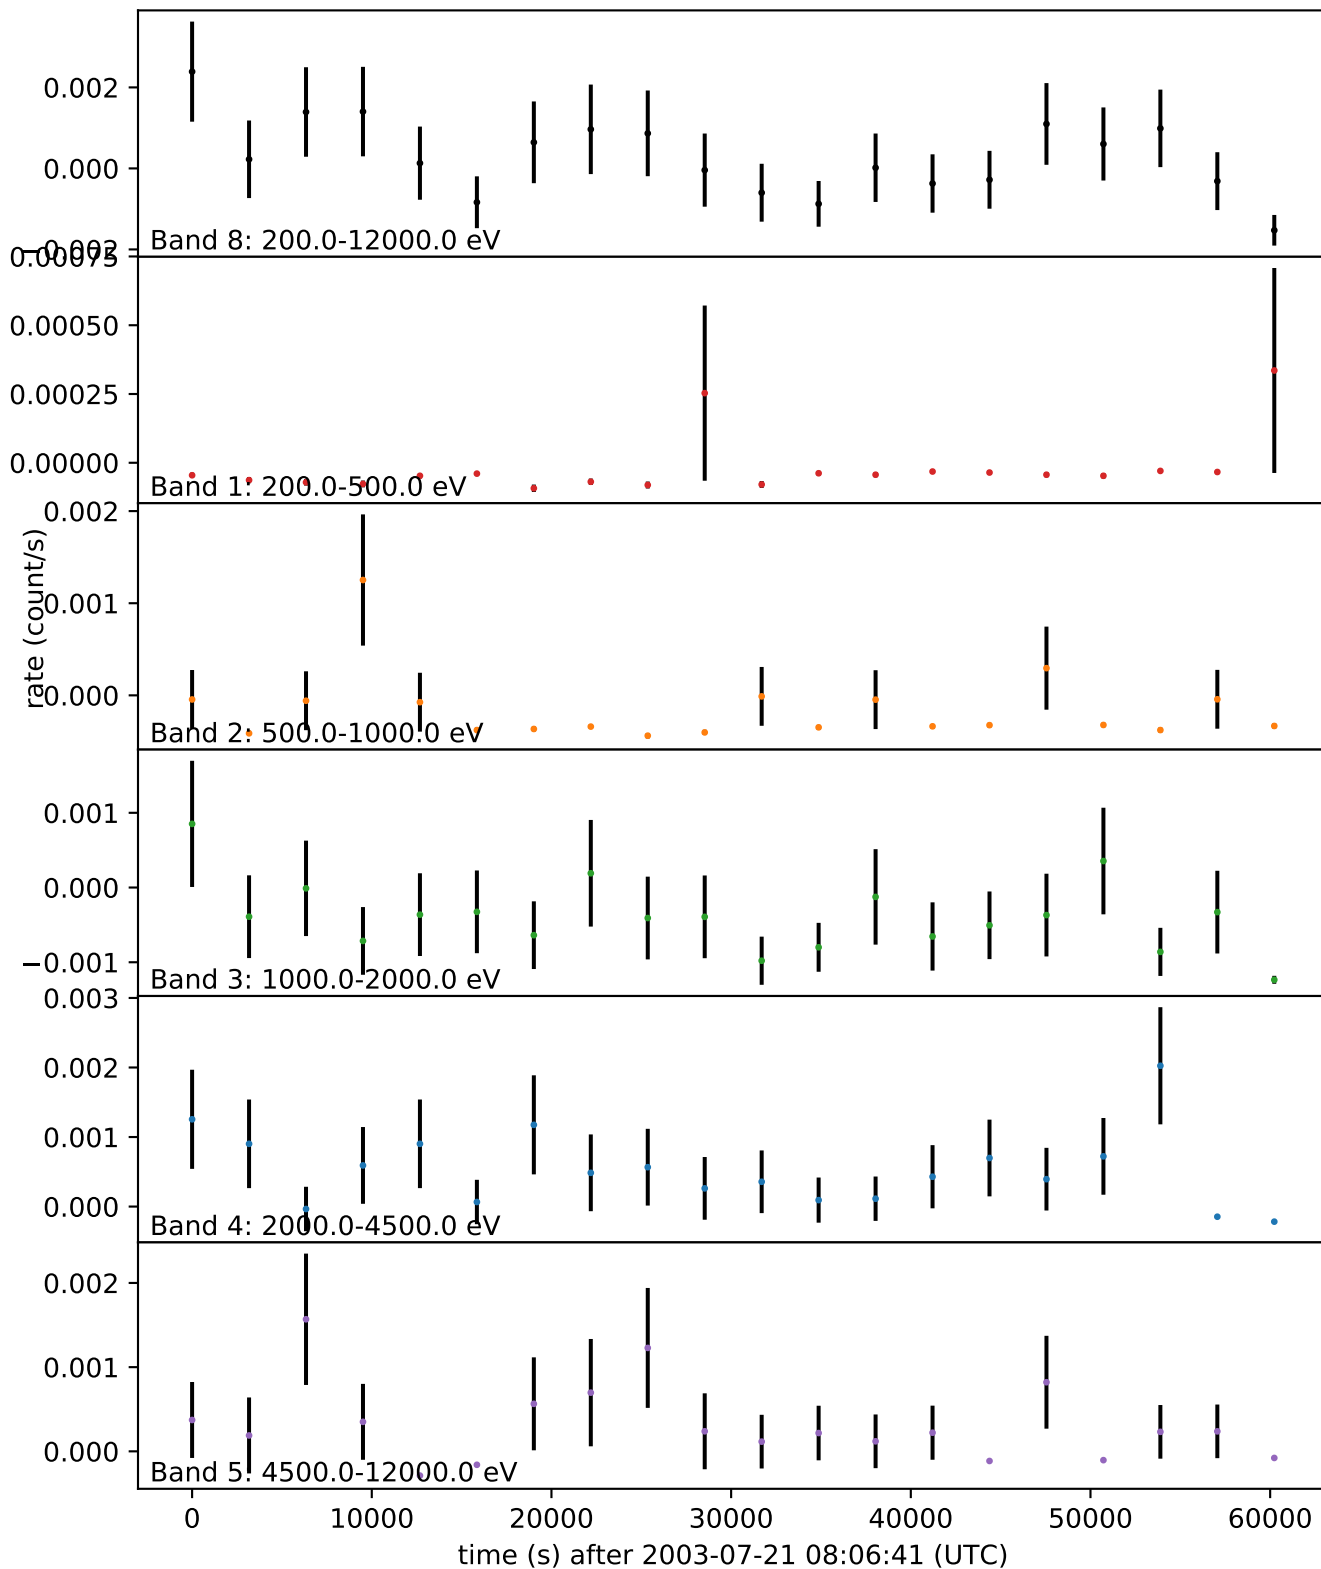 0.002
0.000
−0.002
Band 8: 200.0-12000.0 eV
0.00075
0.00050
0.00025
0.00000
Band 1: 200.0-500.0 eV
0.002
0.001
0.000
Band 2: 500.0-1000.0 eV
rate (count/s)
0.001
0.000
−0.001
Band 3: 1000.0-2000.0 eV
0.003
0.002
0.001
0.000
Band 4: 2000.0-4500.0 eV
0.002
0.001
0.000
Band 5: 4500.0-12000.0 eV
0 10000 20000 30000 40000 50000 60000
time (s) after 2003-07-21 08:06:41 (UTC)